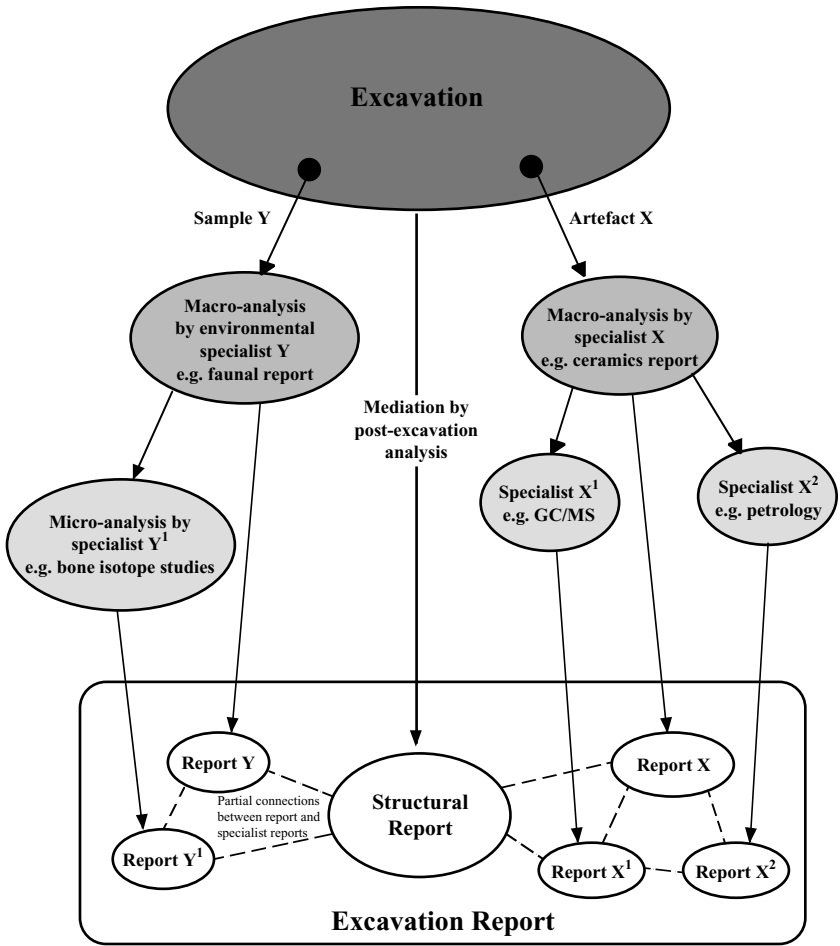 Excavation
Sample Y
Artefact X
Macro-analysis
by environmental
specialist Y
e.g. faunal report
Macro-analysis by
specialist X
e.g. ceramics report
Mediation by
post-excavation
analysis
Specialist X¹
e.g. GC/MS
Specialist X²
e.g. petrology
Micro-analysis by
specialist Y¹
e.g. bone isotope studies
Report Y
Report X
Partial connections
between report and
specialist reports
Structural
Report
Report Y¹
Report X¹
Report X²
Excavation Report